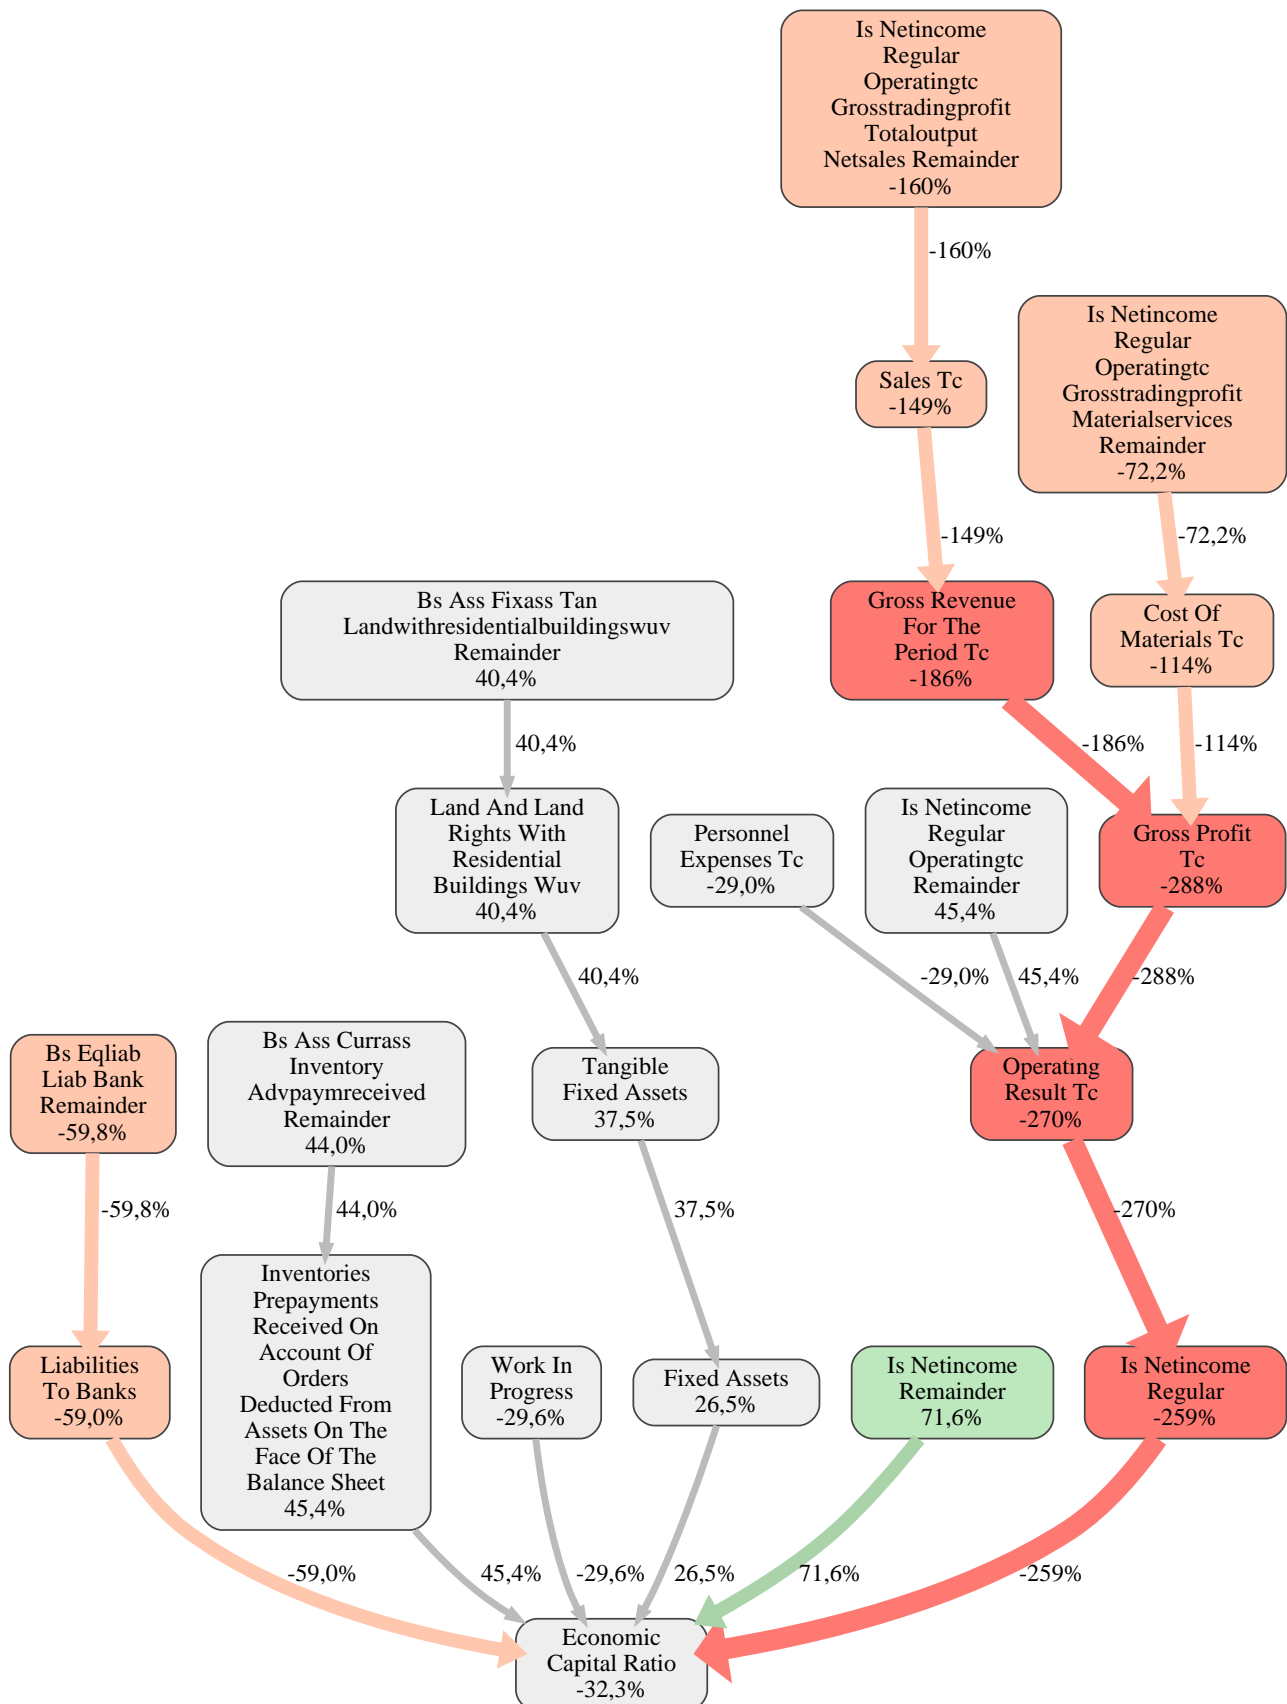 Is Netincome
Regular
Operatingtc
Grosstradingprofit
Totaloutput
Netsales Remainder
-160%
-160%
Is Netincome
Regular
Operatingtc
Grosstradingprofit
Materialservices
Remainder
-72,2%
Sales Tc
-149%
-149%
-72,2%
Bs Ass Fixass Tan
Landwithresidentialbuildingswuv
Remainder
40,4%
Gross Revenue
For The
Period Tc
-186%
Cost Of
Materials Tc
-114%
40,4%
-186%
-114%
Land And Land
Rights With
Residential
Buildings Wuv
40,4%
Personnel
Expenses Tc
-29,0%
Is Netincome
Regular
Operatingtc
Remainder
45,4%
Gross Profit
Tc
-288%
40,4%
-29,0%
45,4%
-288%
Bs Eqliab
Liab Bank
Remainder
-59,8%
Bs Ass Currass
Inventory
Advpaymreceived
Remainder
44,0%
Tangible
Fixed Assets
37,5%
Operating
Result Tc
-270%
-59,8%
44,0%
37,5%
-270%
Liabilities
To Banks
-59,0%
Inventories
Prepayments
Received On
Account Of
Orders
Deducted From
Assets On The
Face Of The
Balance Sheet
45,4%
Work In
Progress
-29,6%
Fixed Assets
26,5%
Is Netincome
Remainder
71,6%
Is Netincome
Regular
-259%
-59,0%
45,4%
-29,6%
26,5%
71,6%
-259%
Economic
Capital Ratio
-32,3%